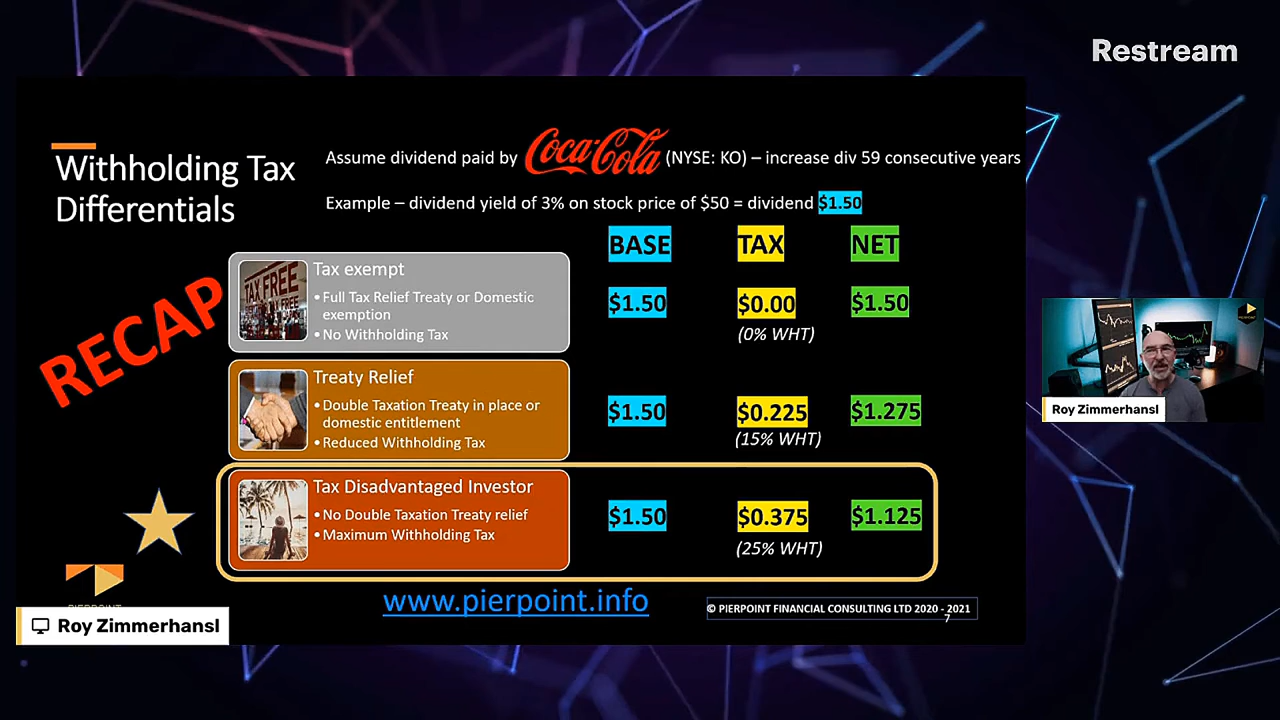 Restream
Withholding Tax
Differentials
Assume dividend paid by Coca-Cola (NYSE: KO) – increase div 59 consecutive years
Example – dividend yield of 3% on stock price of $50 = dividend $1.50
BASE TAX NET
RECAP
TAX FREE
Tax exempt
•Full Tax Relief Treaty or Domestic
exemption
•No Withholding Tax
$1.50 $0.00 $1.50
(0% WHT)
Treaty Relief
•Double Taxation Treaty in place or
domestic entitlement
•Reduced Withholding Tax
$1.50 $0.225 $1.275
(15% WHT)
Tax Disadvantaged Investor
•No Double Taxation Treaty relief
•Maximum Withholding Tax
$1.50 $0.375 $1.125
(25% WHT)
PIERPOINT
www.pierpoint.info
© PIERPOINT FINANCIAL CONSULTING LTD 2020 - 2021
7
Roy Zimmerhansl
Roy Zimmerhansl